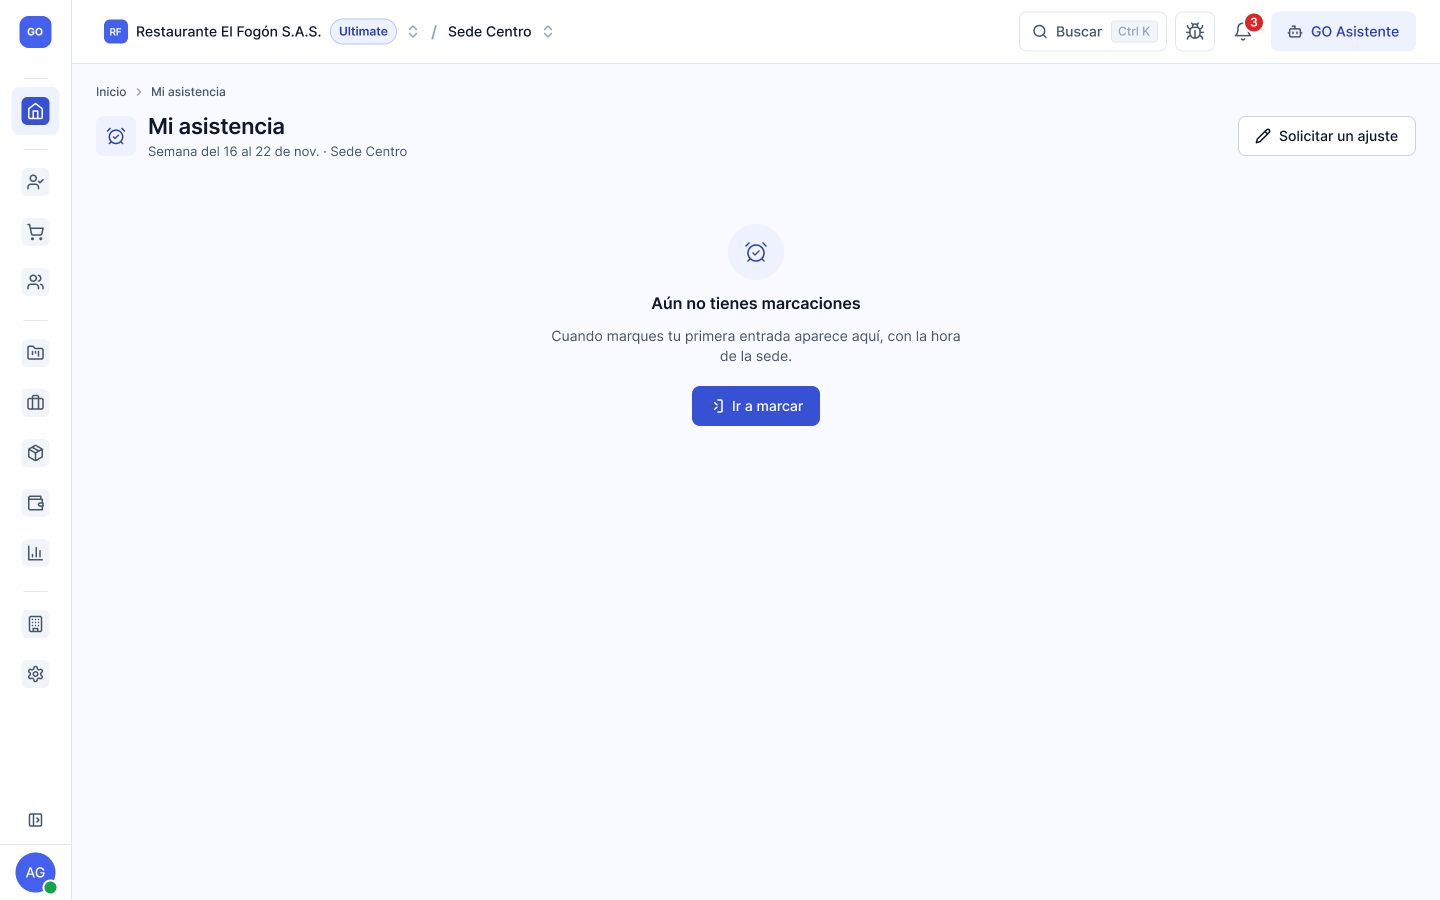 GO
RF Restaurante El Fogón S.A.S. Ultimate / Sede Centro Buscar Ctrl K 3 GO Asistente
Inicio Mi asistencia
Mi asistencia
Semana del 16 al 22 de nov. · Sede Centro
Solicitar un ajuste
Aún no tienes marcaciones
Cuando marques tu primera entrada aparece aquí, con la hora
de la sede.
Ir a marcar
AG